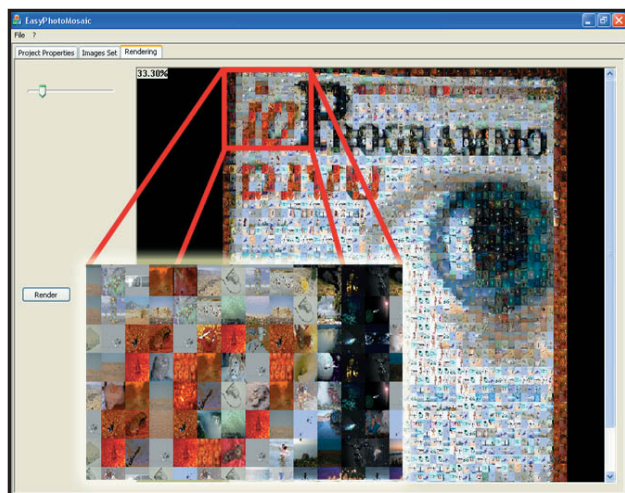 EasyPhotoMosaic
File ?
Project Properties Images Set Rendering
33.30%
Render